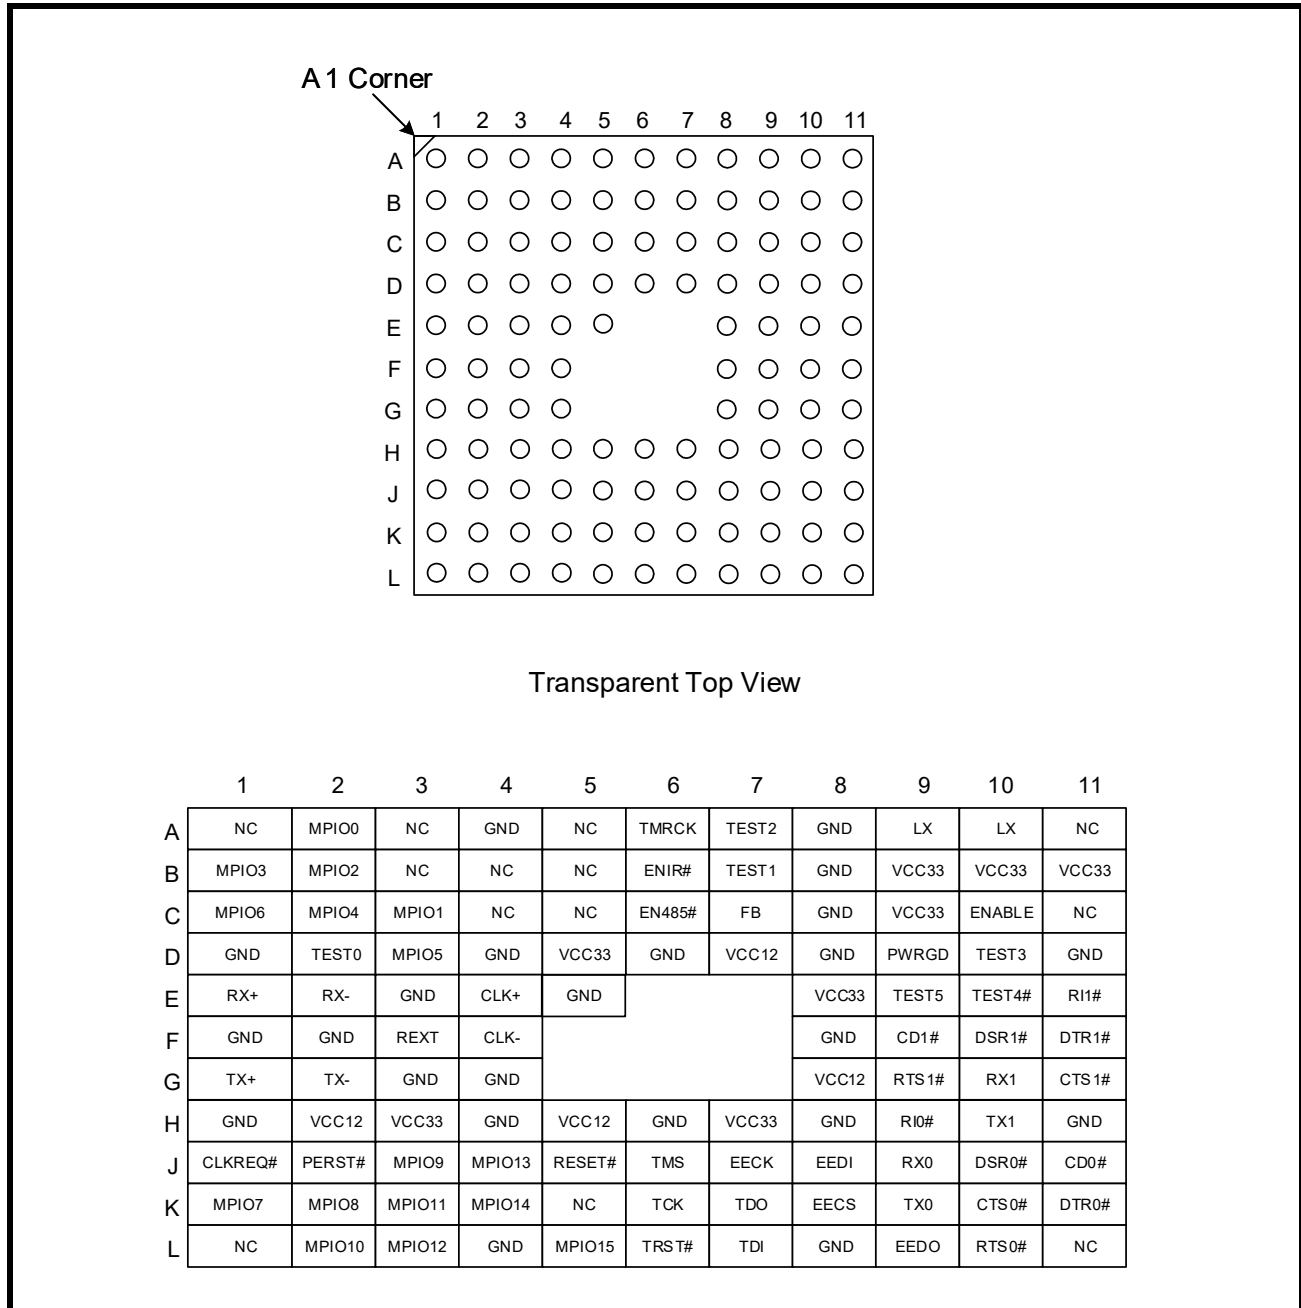 A1 Corner
1 2 3 4 5 6 7 8 9 10 11
A
B
C
D
E
F
G
H
J
K
L
Transparent Top View
1 2 3 4 5 6 7 8 9 10 11
A NC MPIO0 NC GND NC TMRCK TEST2 GND LX LX NC
B MPIO3 MPIO2 NC NC NC ENIR# TEST1 GND VCC33 VCC33 VCC33
C MPIO6 MPIO4 MPIO1 NC NC EN485# FB GND VCC33 ENABLE NC
D GND TEST0 MPIO5 GND VCC33 GND VCC12 GND PWRGD TEST3 GND
E RX+ RX- GND CLK+ GND VCC33 TEST5 TEST4# RI1#
F GND GND REXT CLK- GND CD1# DSR1# DTR1#
G TX+ TX- GND GND VCC12 RTS1# RX1 CTS1#
H GND VCC12 VCC33 GND VCC12 GND VCC33 GND RI0# TX1 GND
J CLKREQ# PERST# MPIO9 MPIO13 RESET# TMS EECK EEDI RX0 DSR0# CD0#
K MPIO7 MPIO8 MPIO11 MPIO14 NC TCK TDO EECS TX0 CTS0# DTR0#
L NC MPIO10 MPIO12 GND MPIO15 TRST# TDI GND EEDO RTS0# NC